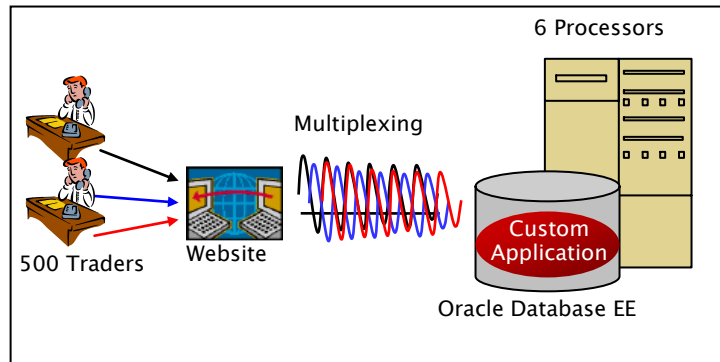 6 Processors
Multiplexing
500 Traders
Website
Custom
Application
Oracle Database EE